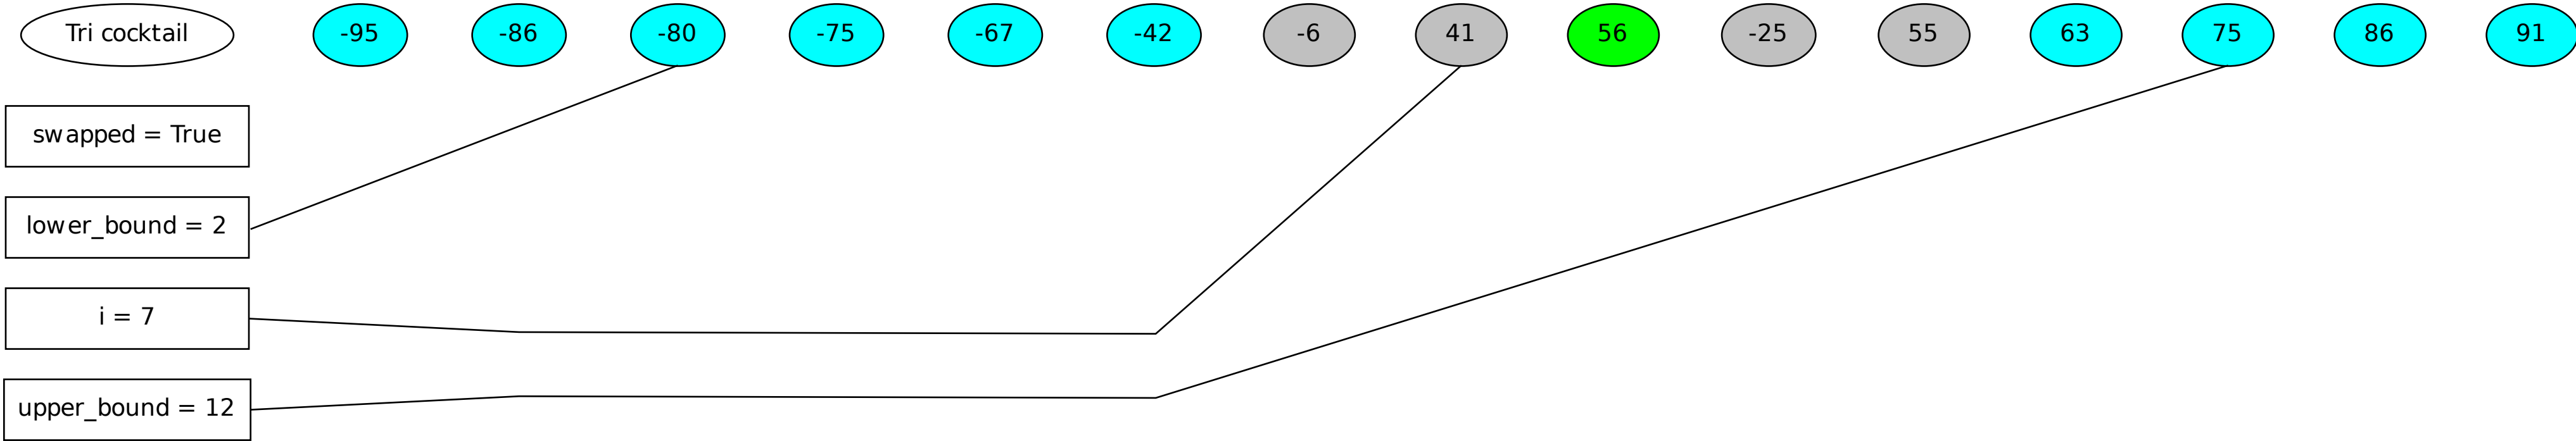 Tri cocktail -95 -86 -80 -75 -67 -42 -6 41 56 -25 55 63 75 86 91
swapped = True
lower_bound = 2
i = 7
upper_bound = 12